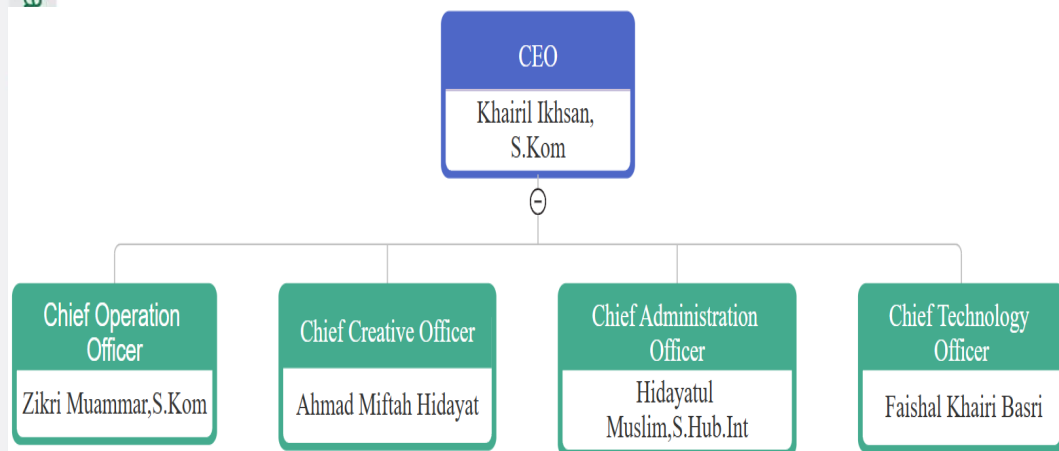 a
CEO
Khairil Ikhsan,
S.Kom
Chief Operation
Officer
Zikri Muammar,S.Kom
Chief Creative Officer
Ahmad Miftah Hidayat
Chief Administration
Officer
Hidayatul
Muslim,S.Hub.Int
Chief Technology
Officer
Faishal Khairi Basri